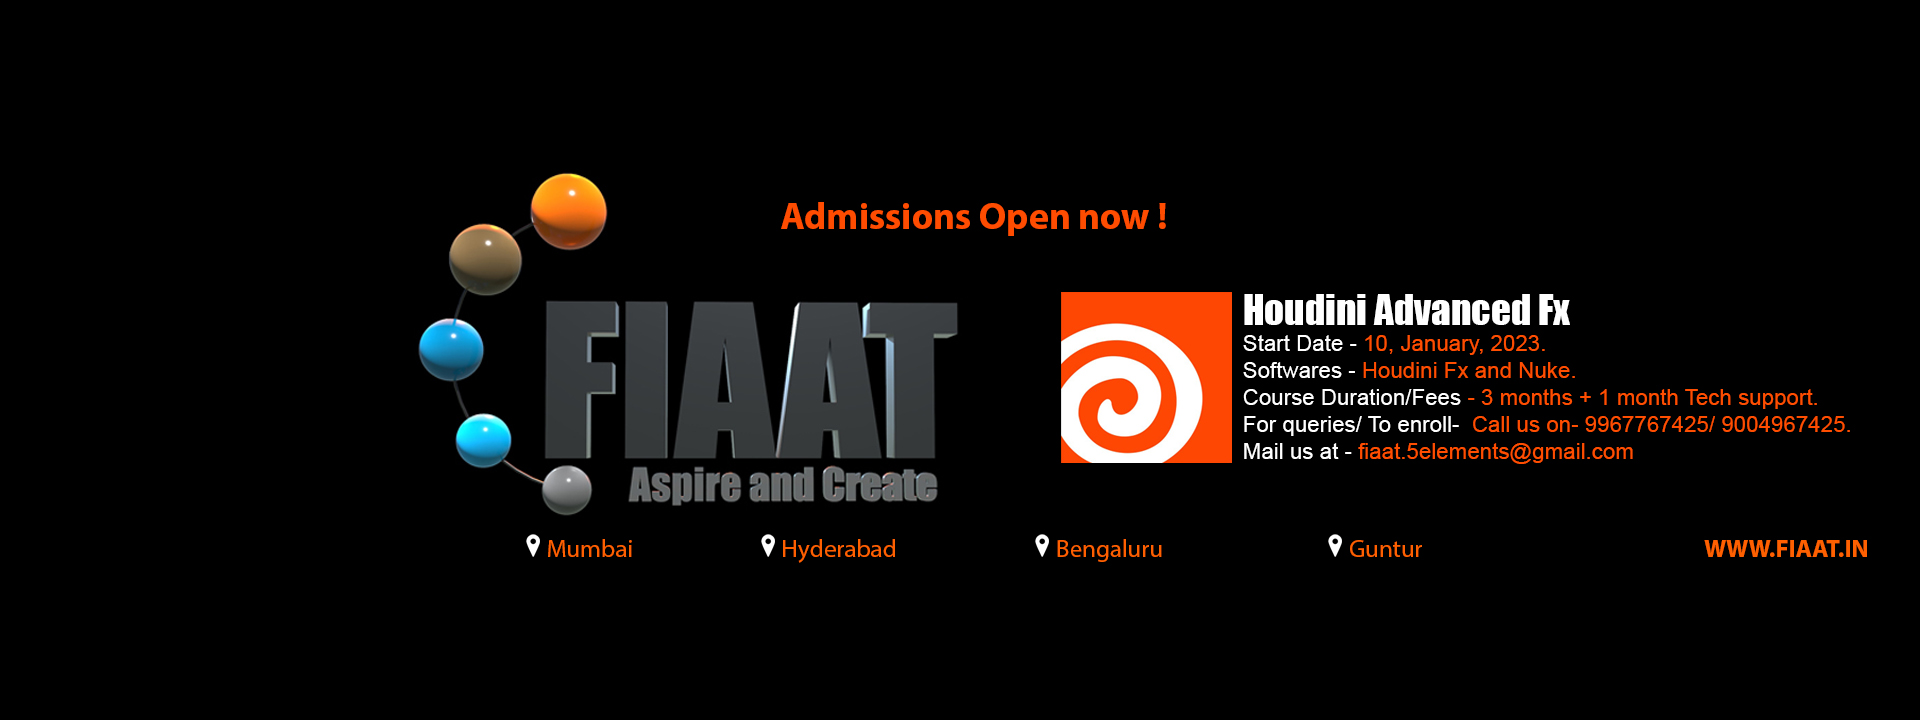 Admissions Open now !
FIAAT
Aspire and Create
Houdini Advanced Fx
Start Date - 10, January, 2023.
Softwares - Houdini Fx and Nuke.
Course Duration/Fees - 3 months + 1 month Tech support.
For queries/ To enroll- Call us on- 9967767425/ 9004967425.
Mail us at - fiaat.5elements@gmail.com
Mumbai Hyderabad Bengaluru Guntur WWW.FIAAT.IN